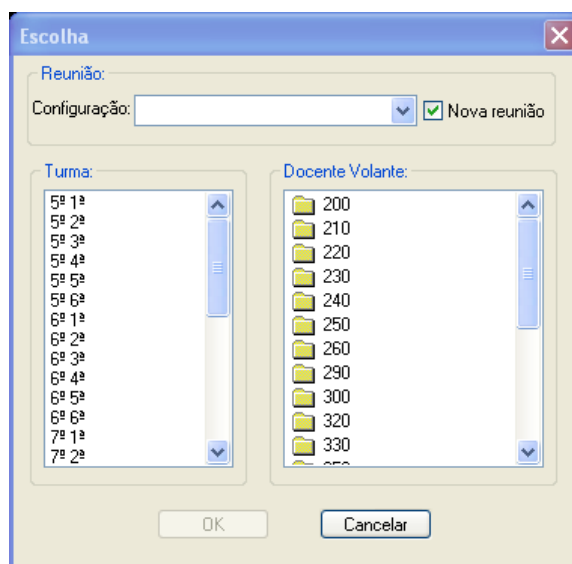 Escolha
Reunião:
Configuração:
Nova reunião
Turma:
5º 1ª
5º 2ª
5º 3ª
5º 4ª
5º 5ª
5º 6ª
6º 1ª
6º 2ª
6º 3ª
6º 4ª
6º 5ª
6º 6ª
7º 1ª
7º 2ª
Docente Volante:
200
210
220
230
240
250
260
290
300
320
330
OK
Cancelar